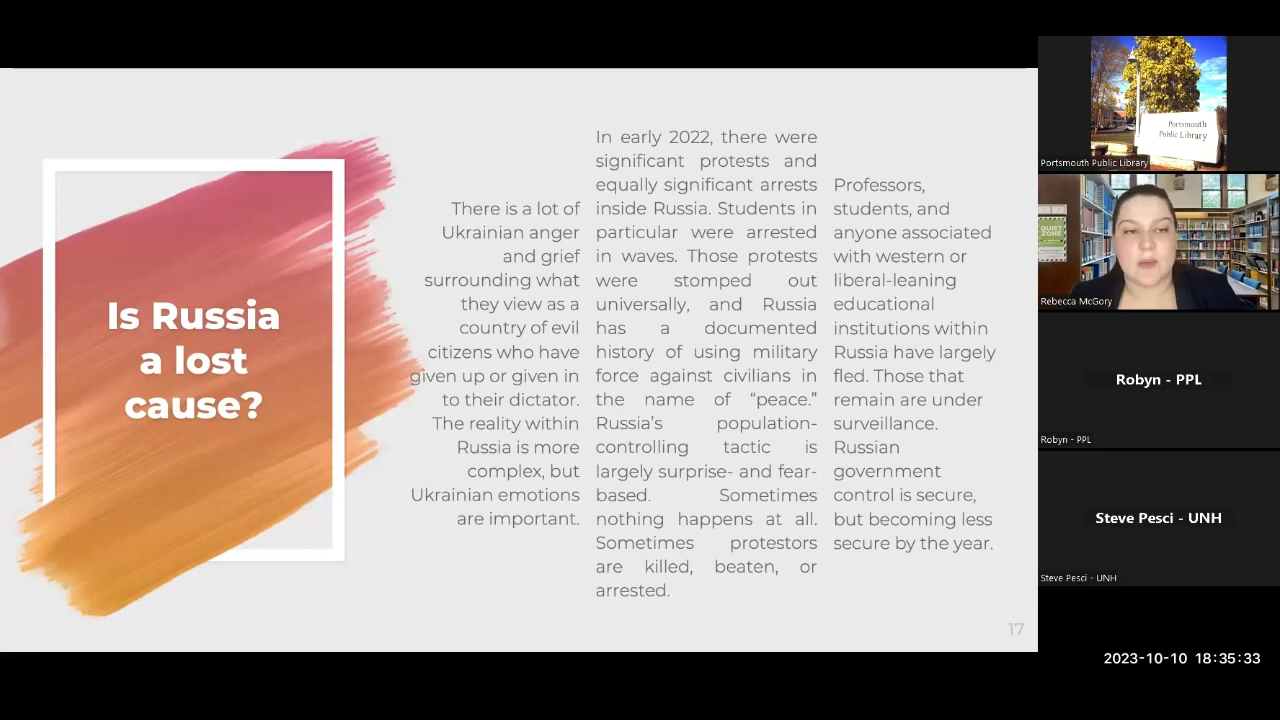 Is Russia
a lost
cause?
There is a lot of
Ukrainian anger
and grief
surrounding what
they view as a
country of evil
citizens who have
given up or given in
to their dictator.
The reality within
Russia is more
complex, but
Ukrainian emotions
are important.
In early 2022, there were
significant protests and
equally significant arrests
inside Russia. Students in
particular were arrested
in waves. Those protests
were stomped out
universally, and Russia
has a documented
history of using military
force against civilians in
the name of “peace.”
Russia’s population-
controlling tactic is
largely surprise- and fear-
based. Sometimes
nothing happens at all.
Sometimes protestors
are killed, beaten, or
arrested.
Professors,
students, and
anyone associated
with western or
liberal-leaning
educational
institutions within
Russia have largely
fled. Those that
remain are under
surveillance.
Russian
government
control is secure,
but becoming less
secure by the year.
17
Portsmouth
Public Library
Portsmouth Public Library
QUIET
ZONE
Rebecca McGory
Robyn - PPL
Robyn - PPL
Steve Pesci - UNH
Steve Pesci - UNH
2023-10-10 18:35:33